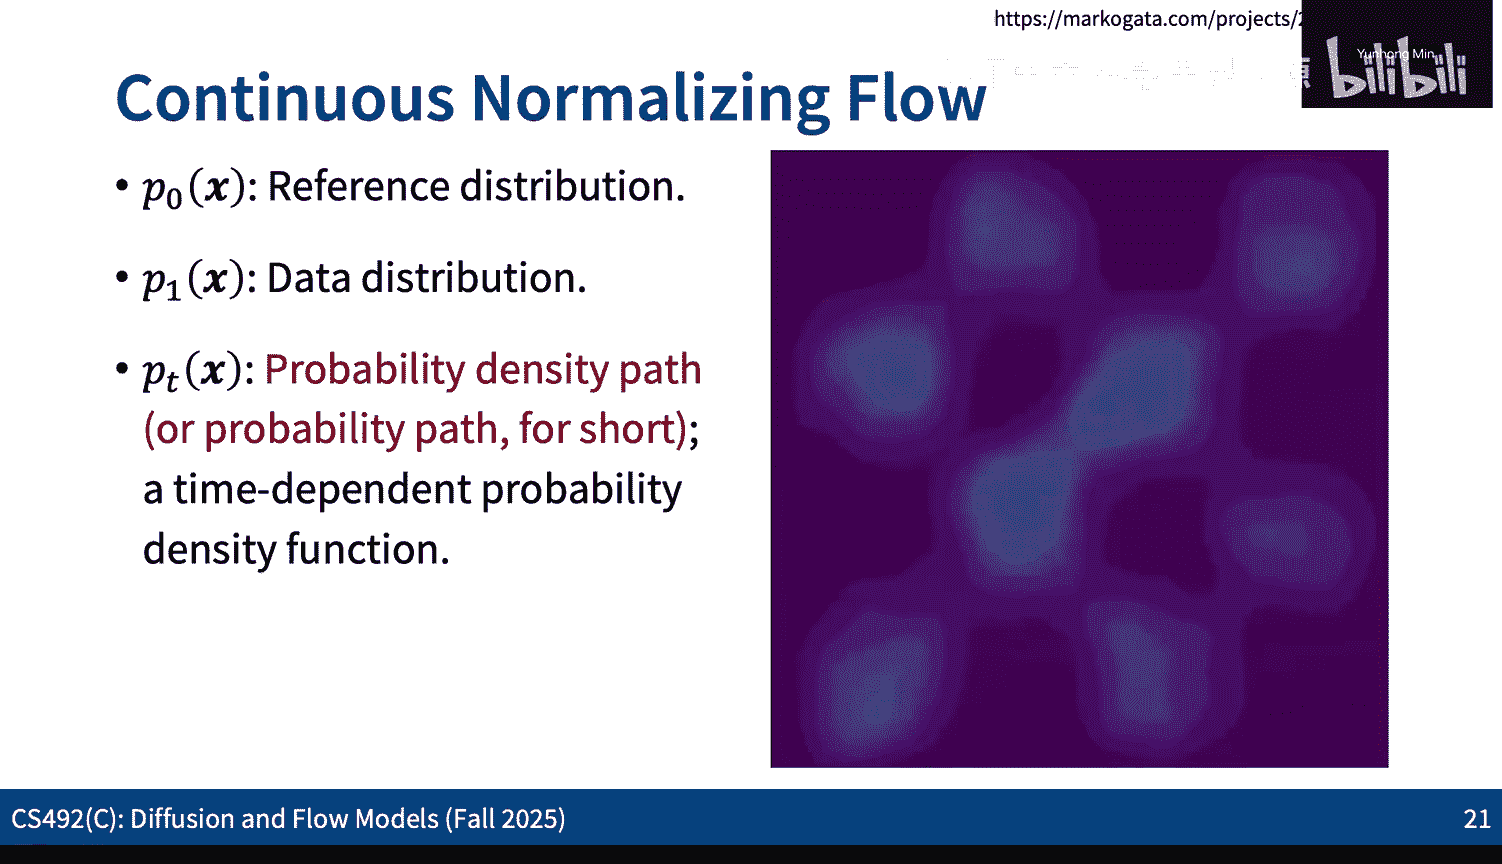 https://markogata.com/projects/
Yunhong Min
bilibili
Continuous Normalizing Flow
• p₀(x): Reference distribution.
• p₁(x): Data distribution.
• pₜ(x): Probability density path
(or probability path, for short);
a time-dependent probability
density function.
CS492(C): Diffusion and Flow Models (Fall 2025)
21